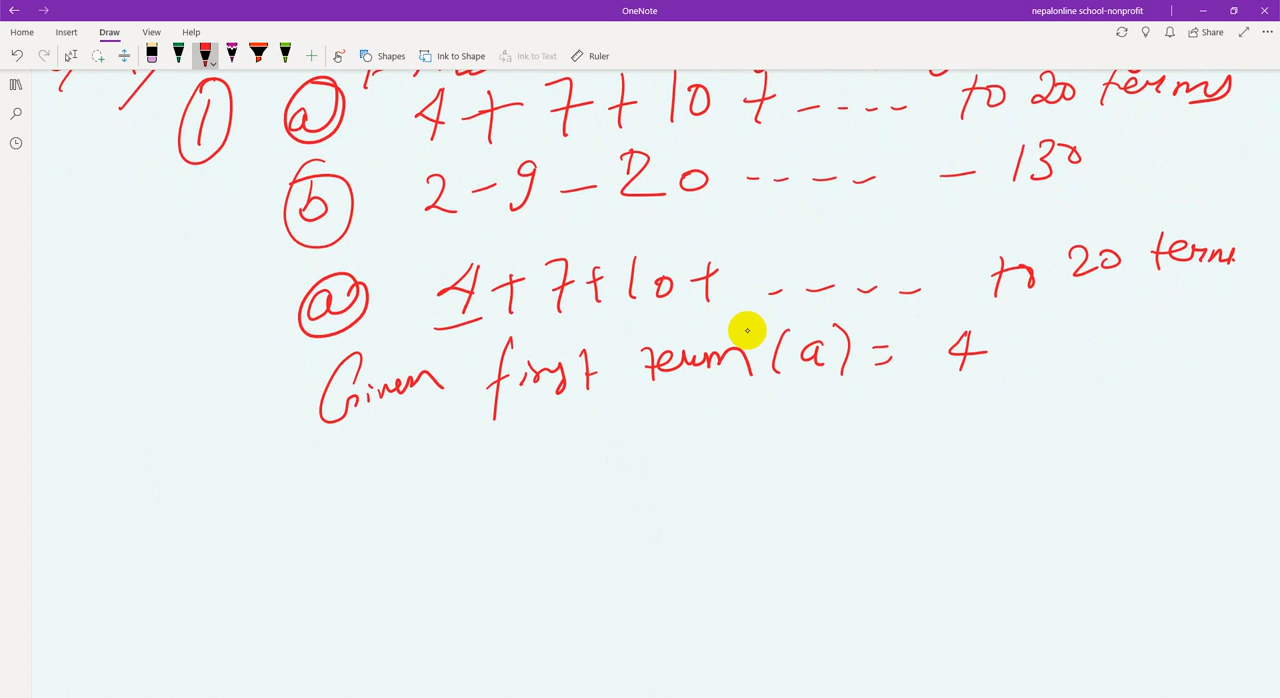 OneNote
nepalonline school-nonprofit
Home Insert Draw View Help
Share
Shapes Ink to Shape Ink to Text Ruler
1 a 4 + 7 + 10 + ---- to 20 terms
b 2 - 9 - 20 ---- - 130
a 4 + 7 + 10 + ---- to 20 term
Given first term (a) = 4